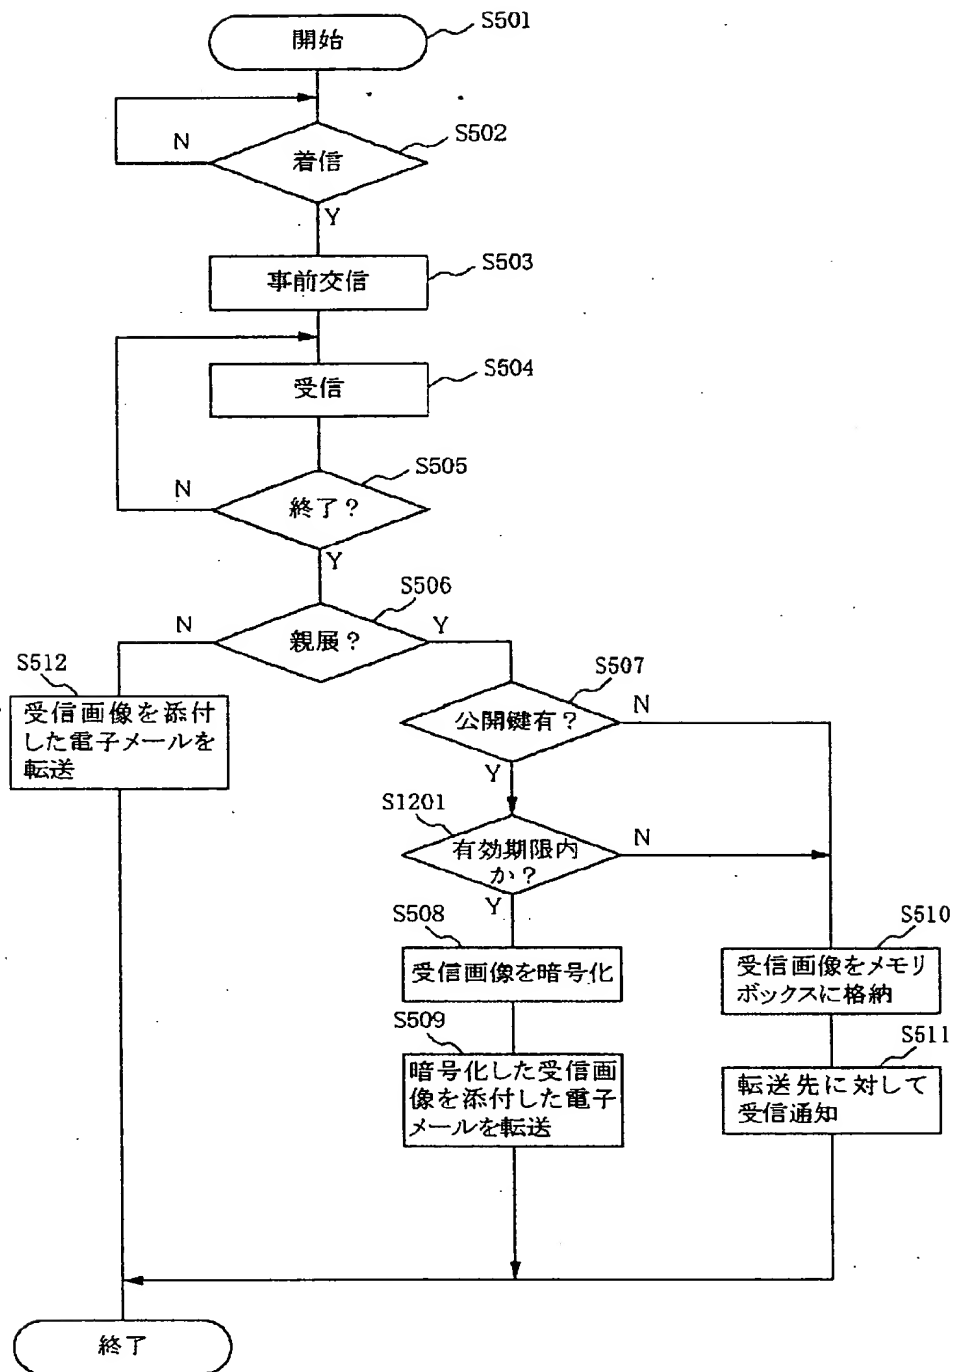 開始
S501
着信
S502
N
Y
事前交信
S503
受信
S504
終了？
S505
N
Y
親展？
S506
N
Y
S512
受信画像を添付
した電子メールを
転送
公開鍵有？
S507
N
Y
S1201
有効期限内
か？
N
Y
S508
受信画像を暗号化
S510
受信画像をメモリ
ボックスに格納
S509
暗号化した受信画
像を添付した電子
メールを転送
S511
転送先に対して
受信通知
終了